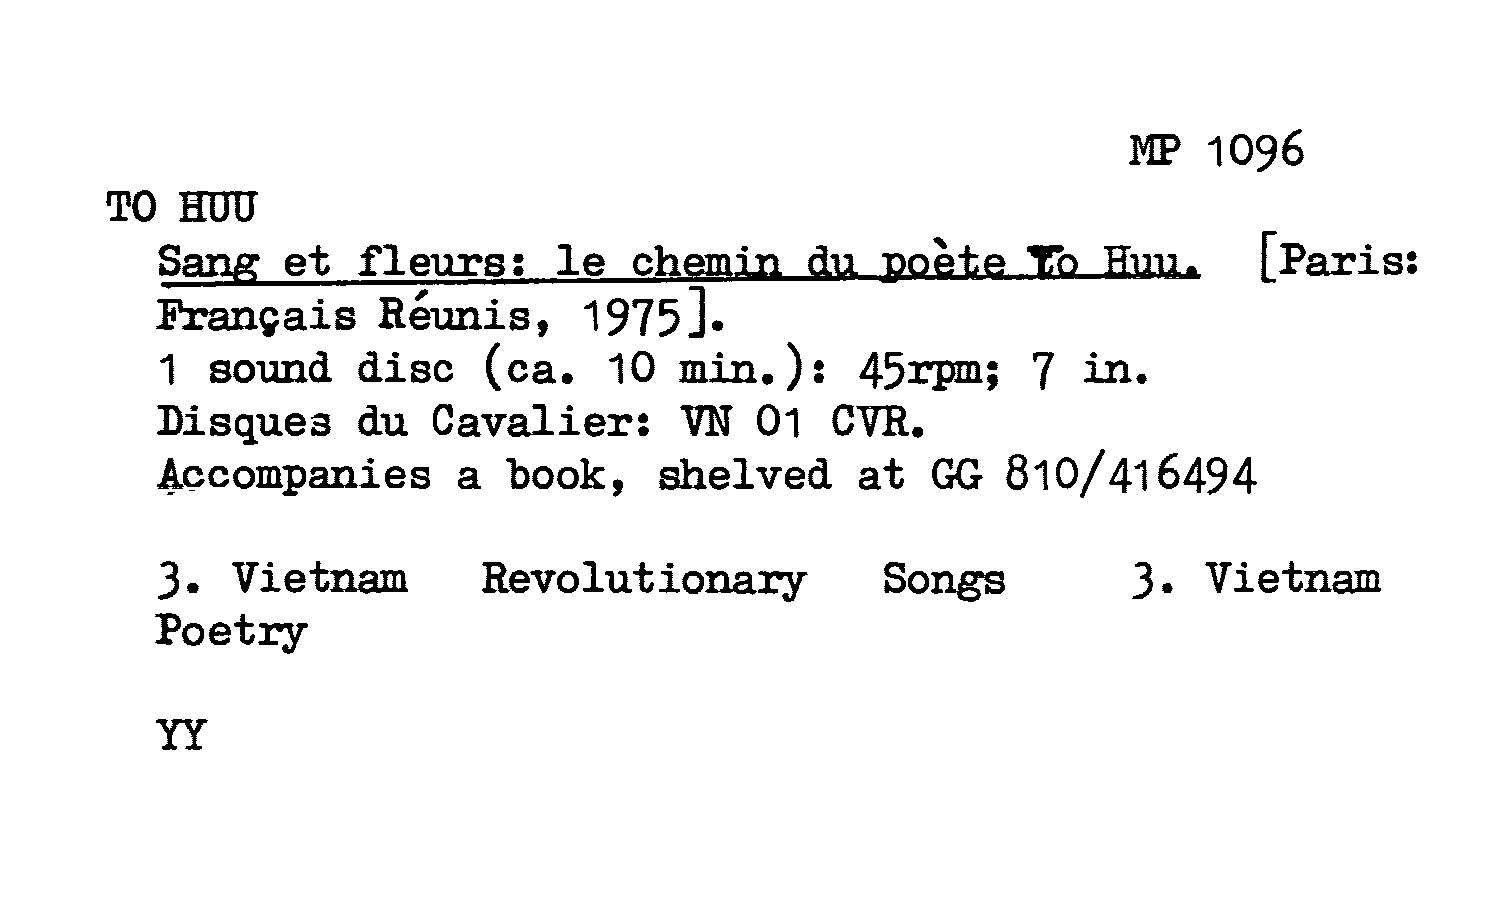 MP 1096
TO HUU
Sang et fleurs: le chemin du poète To Huu. [Paris:
Français Réunis, 1975].
1 sound disc (ca. 10 min.): 45rpm; 7 in.
Disques du Cavalier: VN 01 CVR.
Accompanies a book, shelved at GG 810/416494
3. Vietnam Revolutionary Songs 3. Vietnam
Poetry
YY